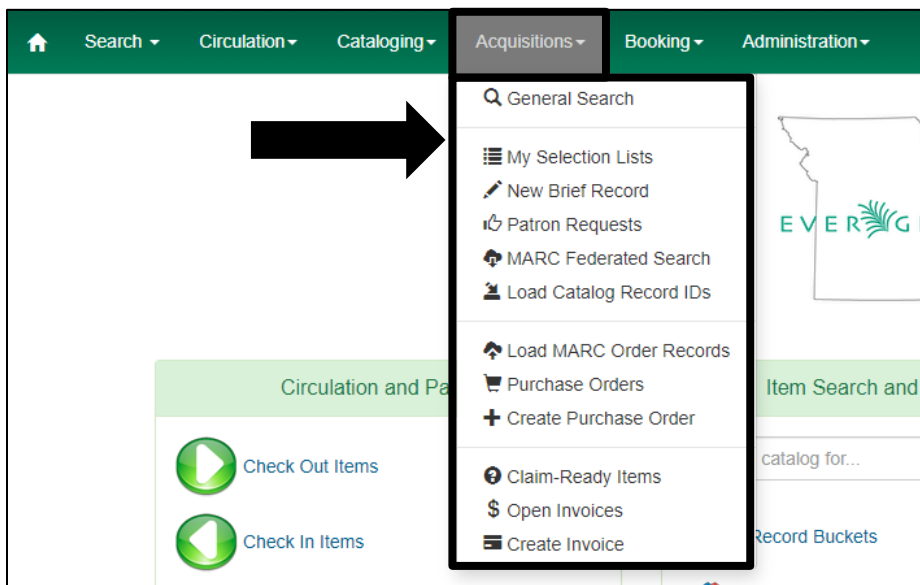 Search Circulation Cataloging Acquisitions Booking Administration
General Search
My Selection Lists
New Brief Record
Patron Requests
MARC Federated Search
Load Catalog Record IDs
Load MARC Order Records
Purchase Orders
Create Purchase Order
Claim-Ready Items
$ Open Invoices
Create Invoice
EVERG
Circulation and Pa
Check Out Items
Check In Items
Item Search and
catalog for...
Record Buckets